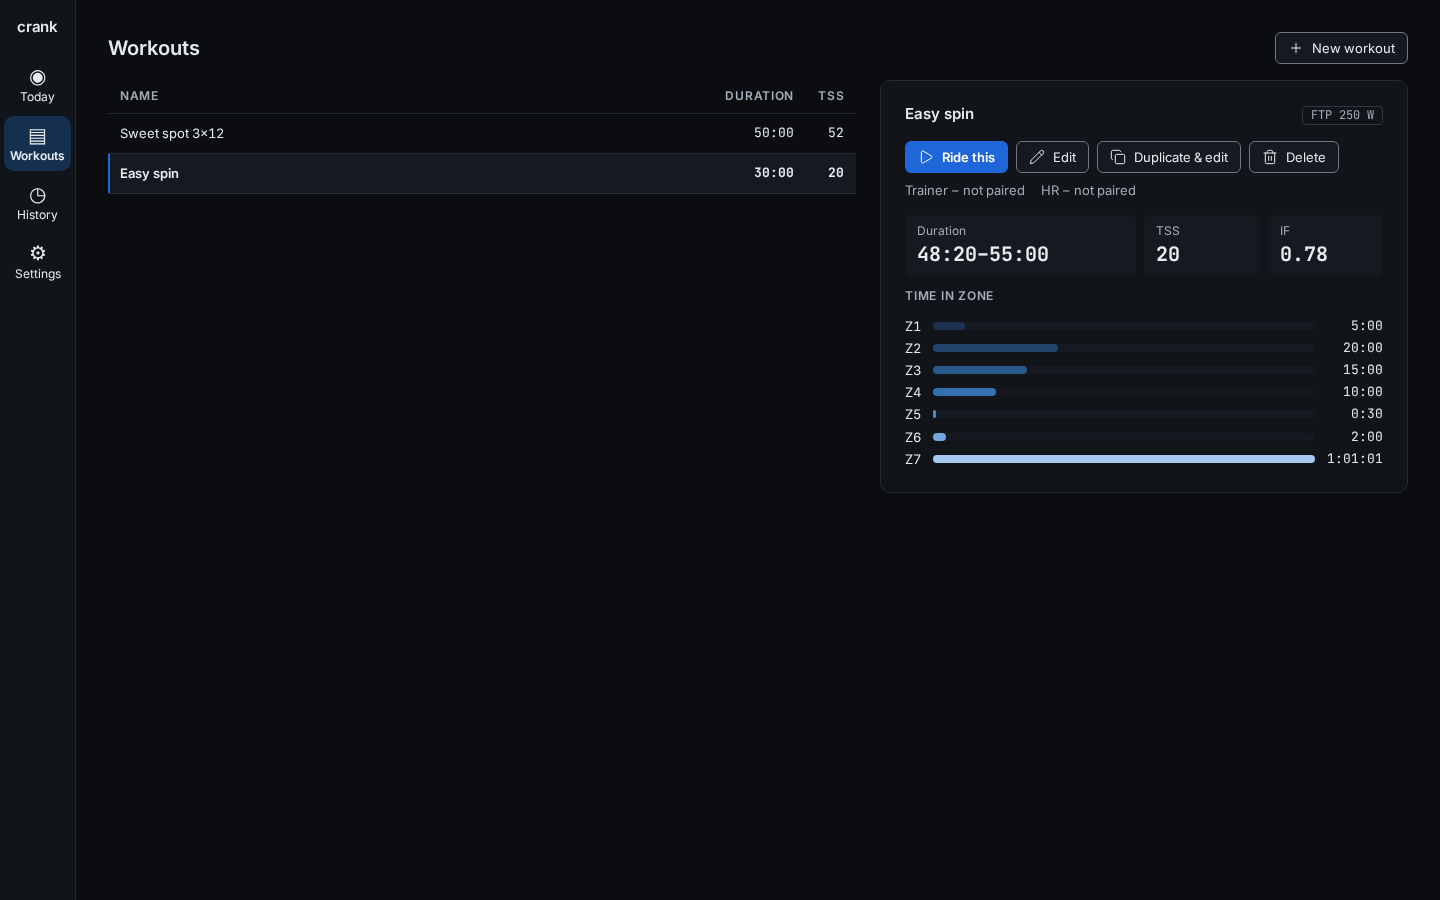 crank
Today
Workouts
History
Settings
Workouts
New workout
NAME DURATION TSS
Sweet spot 3×12 50:00 52
Easy spin 30:00 20
Easy spin FTP 250 W
Ride this Edit Duplicate & edit Delete
Trainer – not paired HR – not paired
Duration TSS IF
48:20–55:00 20 0.78
TIME IN ZONE
Z1 5:00
Z2 20:00
Z3 15:00
Z4 10:00
Z5 0:30
Z6 2:00
Z7 1:01:01